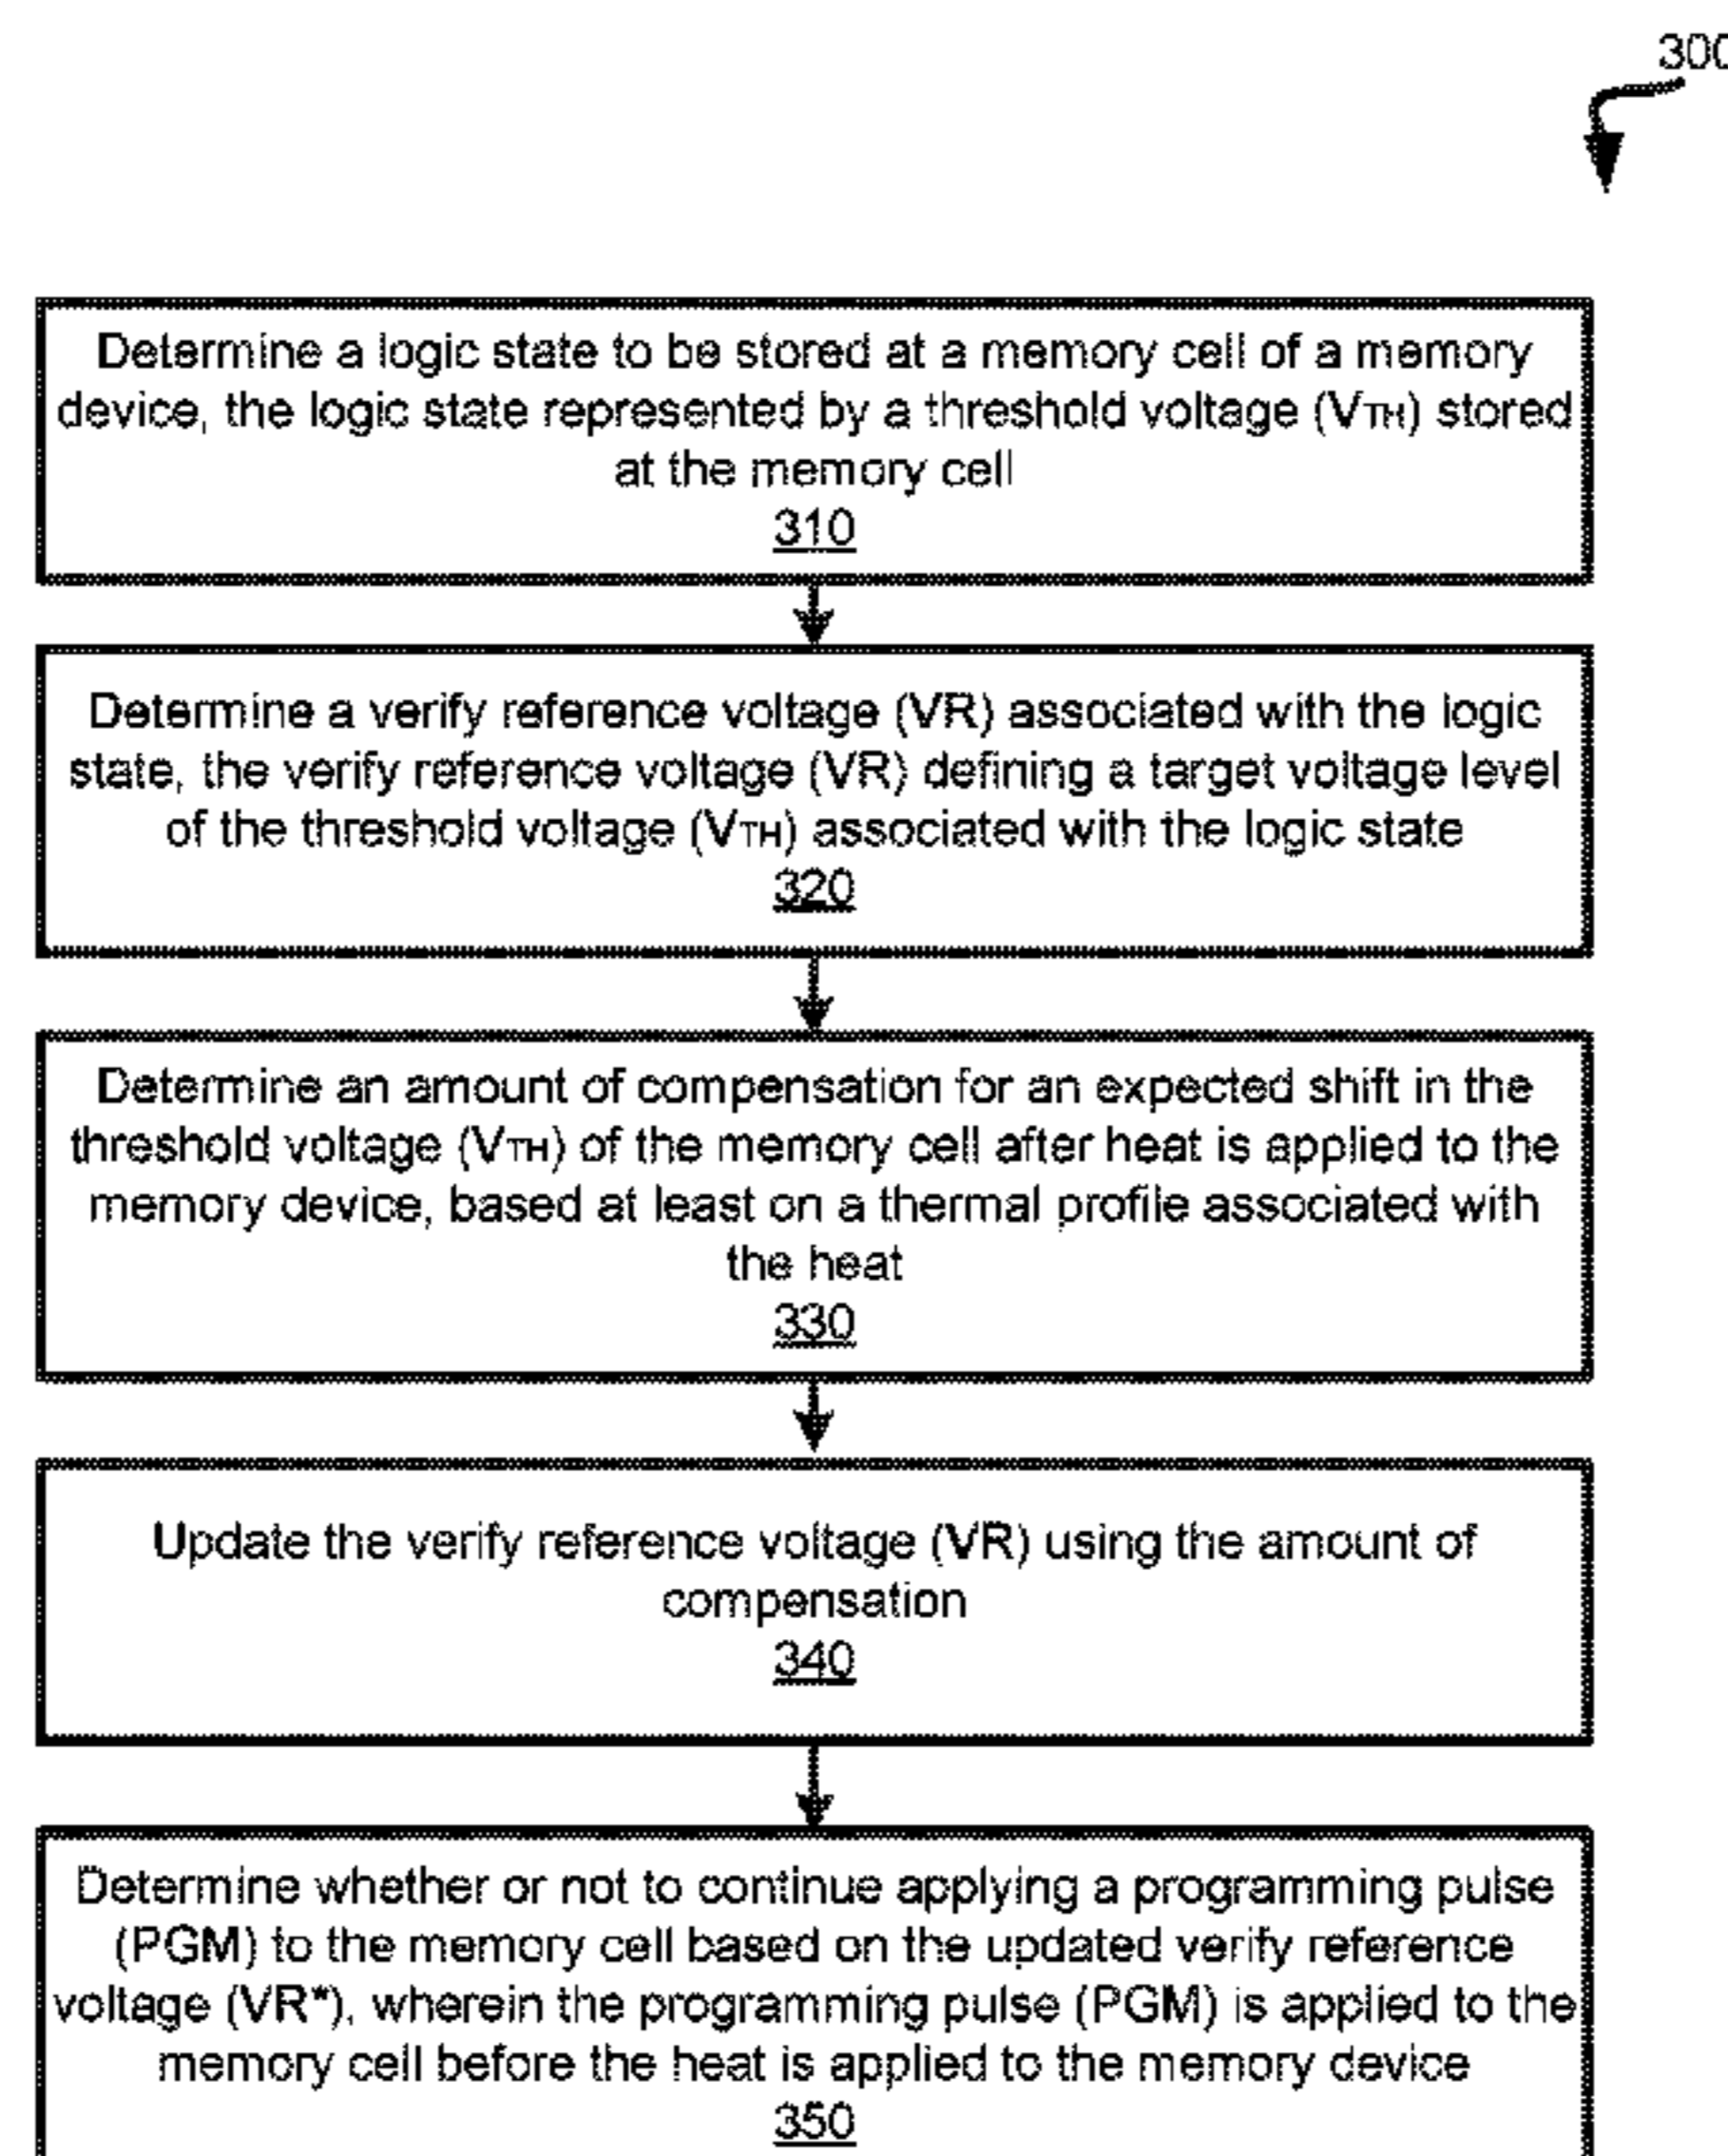 300
Determine a logic state to be stored at a memory cell of a memory
device, the logic state represented by a threshold voltage (VTH) stored
at the memory cell
310
Determine a verify reference voltage (VR) associated with the logic
state, the verify reference voltage (VR) defining a target voltage level
of the threshold voltage (VTH) associated with the logic state
320
Determine an amount of compensation for an expected shift in the
threshold voltage (VTH) of the memory cell after heat is applied to the
memory device, based at least on a thermal profile associated with
the heat
330
Update the verify reference voltage (VR) using the amount of
compensation
340
Determine whether or not to continue applying a programming pulse
(PGM) to the memory cell based on the updated verify reference
voltage (VR*), wherein the programming pulse (PGM) is applied to the
memory cell before the heat is applied to the memory device
350